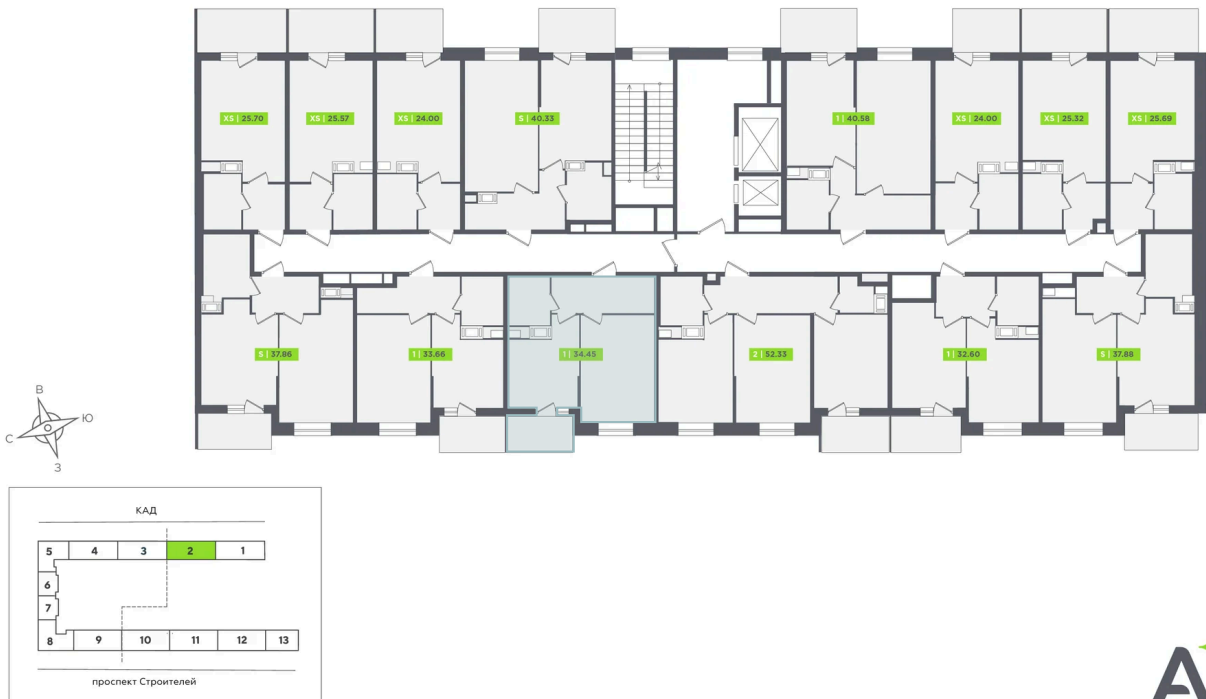 XS | 25.70
XS | 25.57
XS | 24.00
S | 40.33
1 | 40.58
XS | 24.00
XS | 25.32
XS | 25.69
S | 37.86
1 | 33.66
1 | 34.45
2 | 52.33
1 | 32.60
S | 37.88
В
Ю
С
З
КАД
5 4 3 2 1
6
7
8 9 10 11 12 13
проспект Строителей